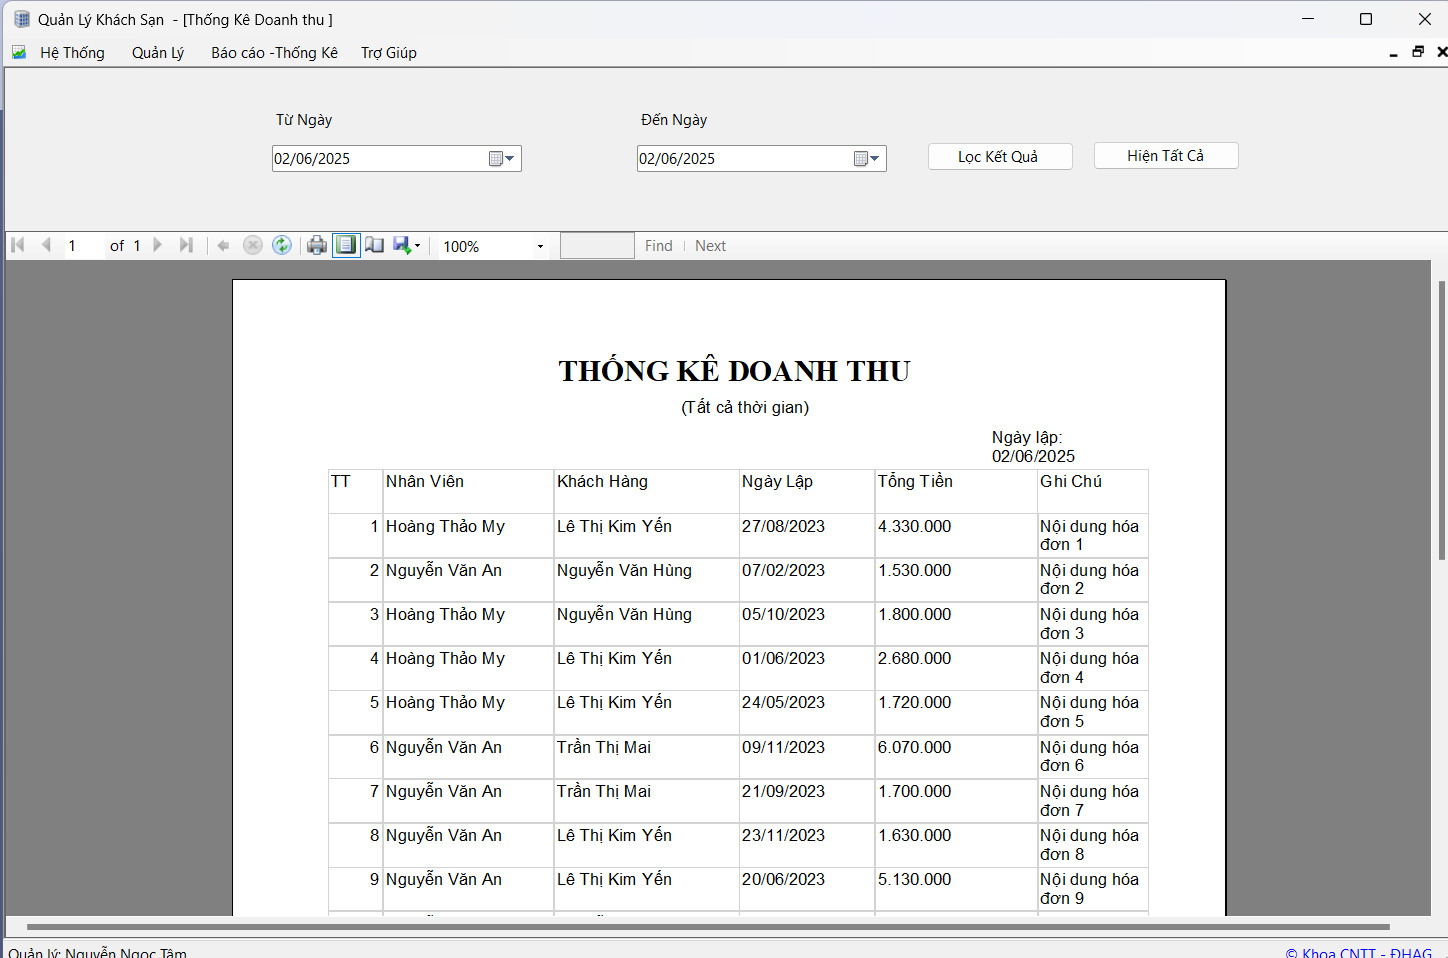 Quản Lý Khách Sạn - [Thống Kê Doanh thu ]
Hệ Thống Quản Lý Báo cáo -Thống Kê Trợ Giúp
Từ Ngày Đến Ngày
02/06/2025 02/06/2025 Lọc Kết Quả Hiện Tất Cả
1 of 1 100% Find Next
THỐNG KÊ DOANH THU
(Tất cả thời gian)
Ngày lập:
02/06/2025
TT Nhân Viên Khách Hàng Ngày Lập Tổng Tiền Ghi Chú
1 Hoàng Thảo My Lê Thị Kim Yến 27/08/2023 4.330.000 Nội dung hóa
đơn 1
2 Nguyễn Văn An Nguyễn Văn Hùng 07/02/2023 1.530.000 Nội dung hóa
đơn 2
3 Hoàng Thảo My Nguyễn Văn Hùng 05/10/2023 1.800.000 Nội dung hóa
đơn 3
4 Hoàng Thảo My Lê Thị Kim Yến 01/06/2023 2.680.000 Nội dung hóa
đơn 4
5 Hoàng Thảo My Lê Thị Kim Yến 24/05/2023 1.720.000 Nội dung hóa
đơn 5
6 Nguyễn Văn An Trần Thị Mai 09/11/2023 6.070.000 Nội dung hóa
đơn 6
7 Nguyễn Văn An Trần Thị Mai 21/09/2023 1.700.000 Nội dung hóa
đơn 7
8 Nguyễn Văn An Lê Thị Kim Yến 23/11/2023 1.630.000 Nội dung hóa
đơn 8
9 Nguyễn Văn An Lê Thị Kim Yến 20/06/2023 5.130.000 Nội dung hóa
đơn 9
Quản lý: Nguyễn Ngọc Tâm © Khoa CNTT - ĐHAG